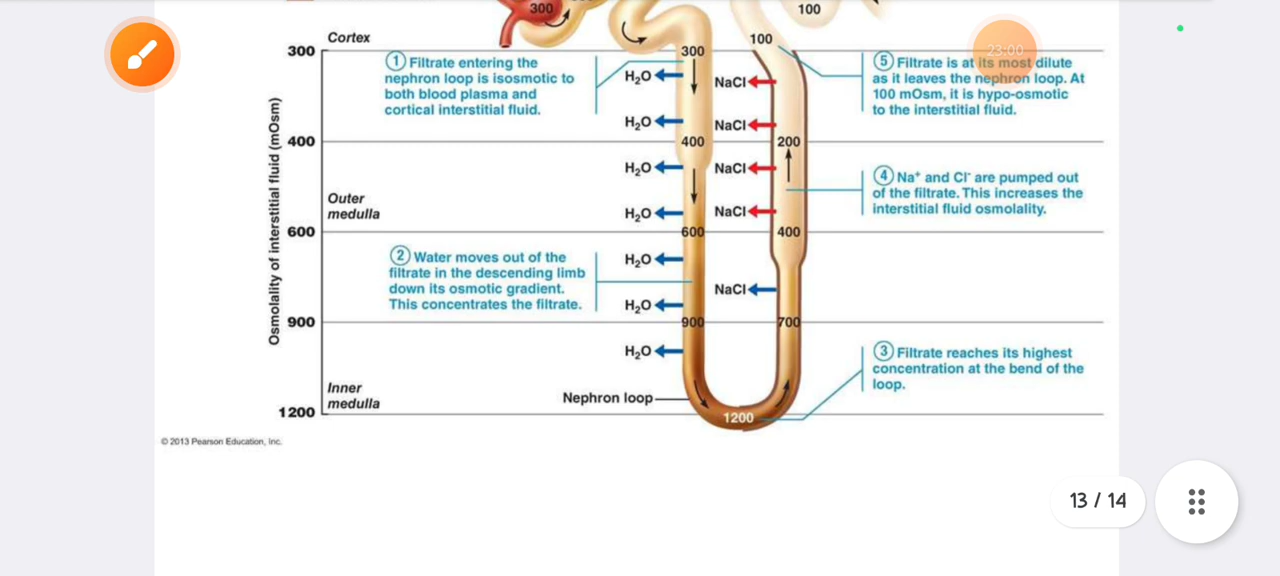 300
100
Cortex
100
23:00
300
300
① Filtrate entering the
nephron loop is isosmotic to
both blood plasma and
cortical interstitial fluid.
H₂O
NaCl
⑤ Filtrate is at its most dilute
as it leaves the nephron loop. At
100 mOsm, it is hypo-osmotic
to the interstitial fluid.
H₂O
NaCl
400
400
200
H₂O
NaCl
④ Na⁺ and Cl⁻ are pumped out
of the filtrate. This increases the
interstitial fluid osmolality.
Outer
medulla
H₂O
NaCl
600
600
400
Osmolality of interstitial fluid (mOsm)
② Water moves out of the
filtrate in the descending limb
down its osmotic gradient.
This concentrates the filtrate.
H₂O
NaCl
H₂O
900
900
700
H₂O
③ Filtrate reaches its highest
concentration at the bend of the
loop.
Inner
medulla
Nephron loop
1200
1200
© 2013 Pearson Education, Inc.
13 / 14